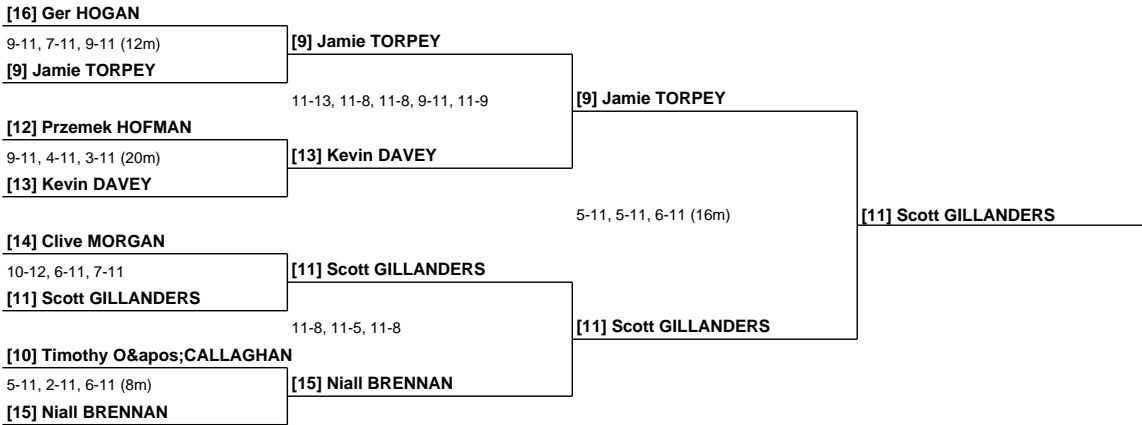 [16] Ger HOGAN
9-11, 7-11, 9-11 (12m)
[9] Jamie TORPEY
[9] Jamie TORPEY
11-13, 11-8, 11-8, 9-11, 11-9
[9] Jamie TORPEY
[12] Przemek HOFMAN
9-11, 4-11, 3-11 (20m)
[13] Kevin DAVEY
[13] Kevin DAVEY
5-11, 5-11, 6-11 (16m)
[11] Scott GILLANDERS
[14] Clive MORGAN
10-12, 6-11, 7-11
[11] Scott GILLANDERS
[11] Scott GILLANDERS
11-8, 11-5, 11-8
[11] Scott GILLANDERS
[10] Timothy O&apos;CALLAGHAN
5-11, 2-11, 6-11 (8m)
[15] Niall BRENNAN
[15] Niall BRENNAN